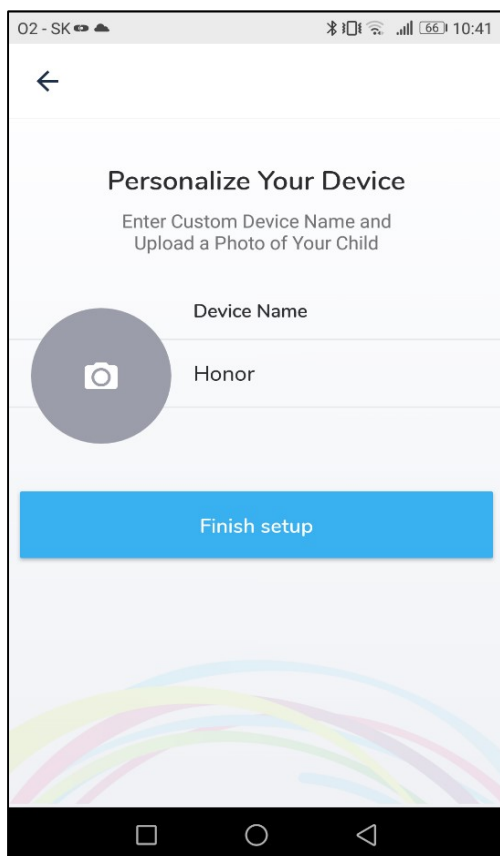 O2 - SK 66 10:41
Personalize Your Device
Enter Custom Device Name and
Upload a Photo of Your Child
Device Name
Honor
Finish setup